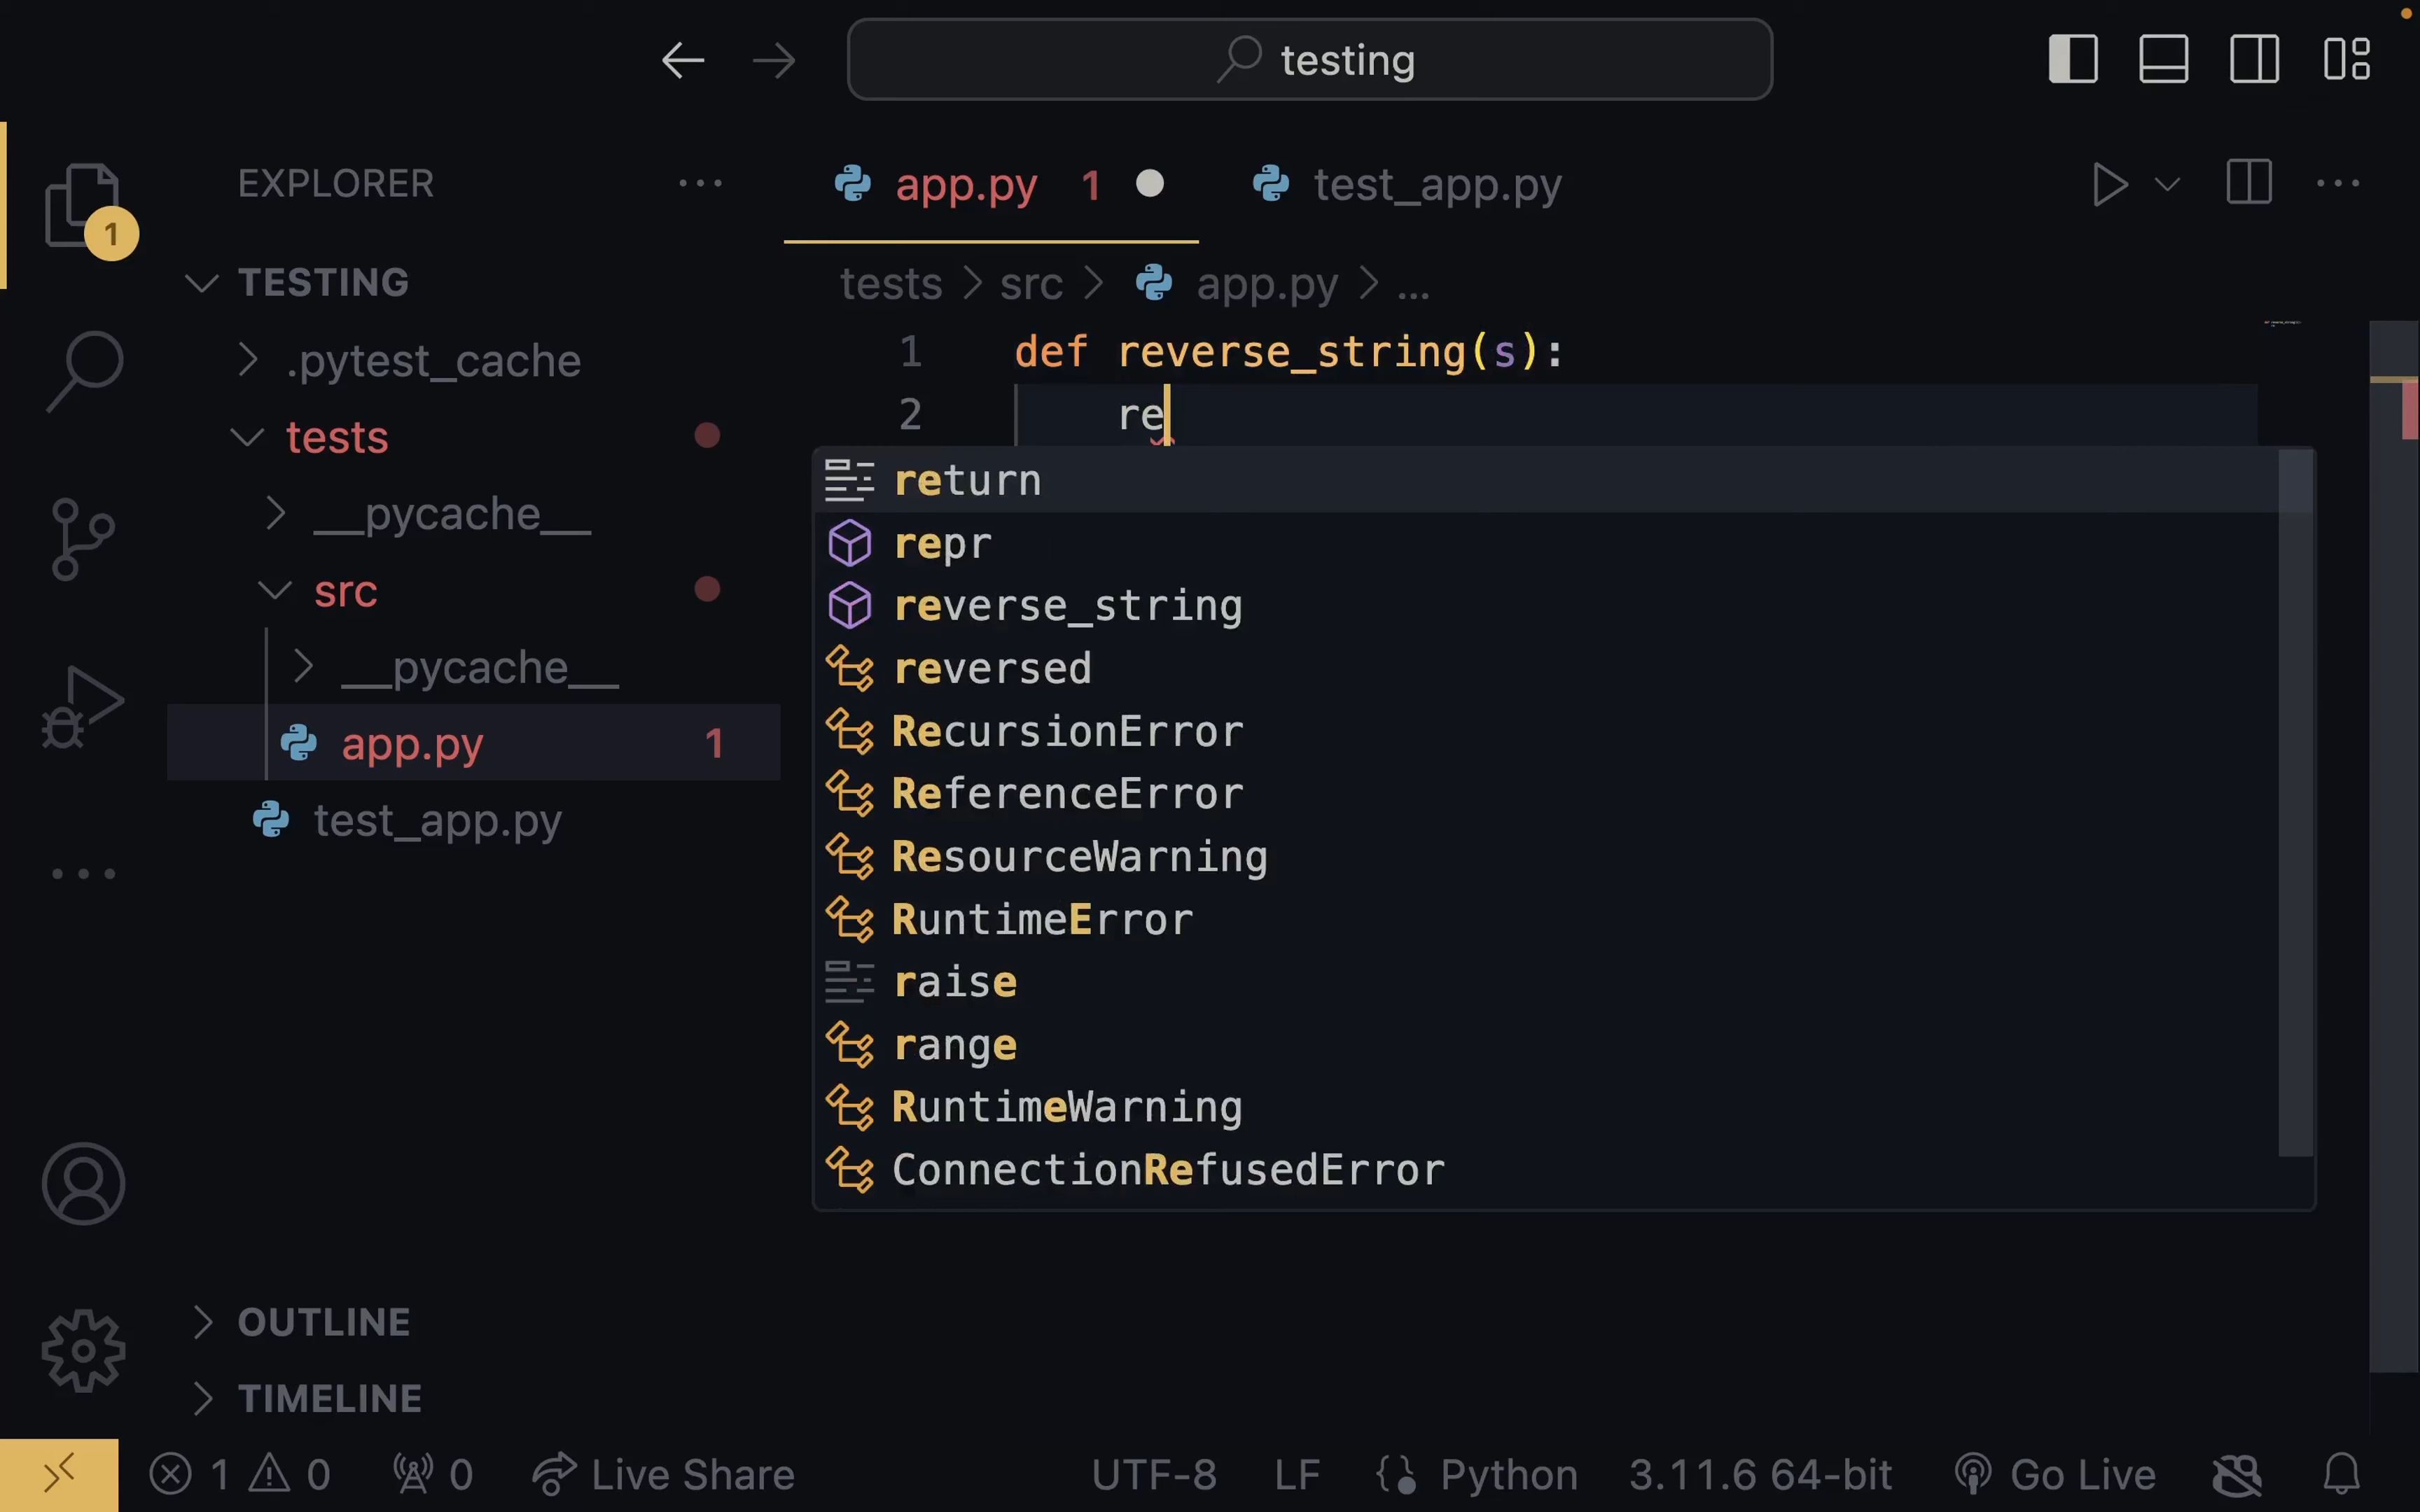 testing
EXPLORER
app.py 1
test_app.py
1
TESTING
.pytest_cache
tests
__pycache__
src
__pycache__
app.py 1
test_app.py
tests > src > app.py > ...
1 def reverse_string(s):
2 re
return
repr
reverse_string
reversed
RecursionError
ReferenceError
ResourceWarning
RuntimeError
raise
range
RuntimeWarning
ConnectionRefusedError
OUTLINE
TIMELINE
1 0 0 Live Share UTF-8 LF Python 3.11.6 64-bit Go Live